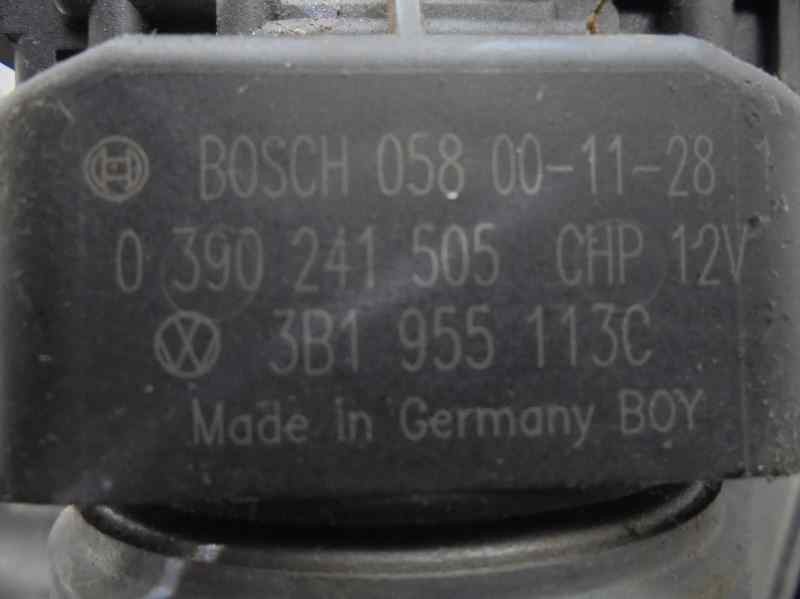 BOSCH 058 00-11-28
0 390 241 505 CHP 12V
3B1 955 113C
Made in Germany BOY